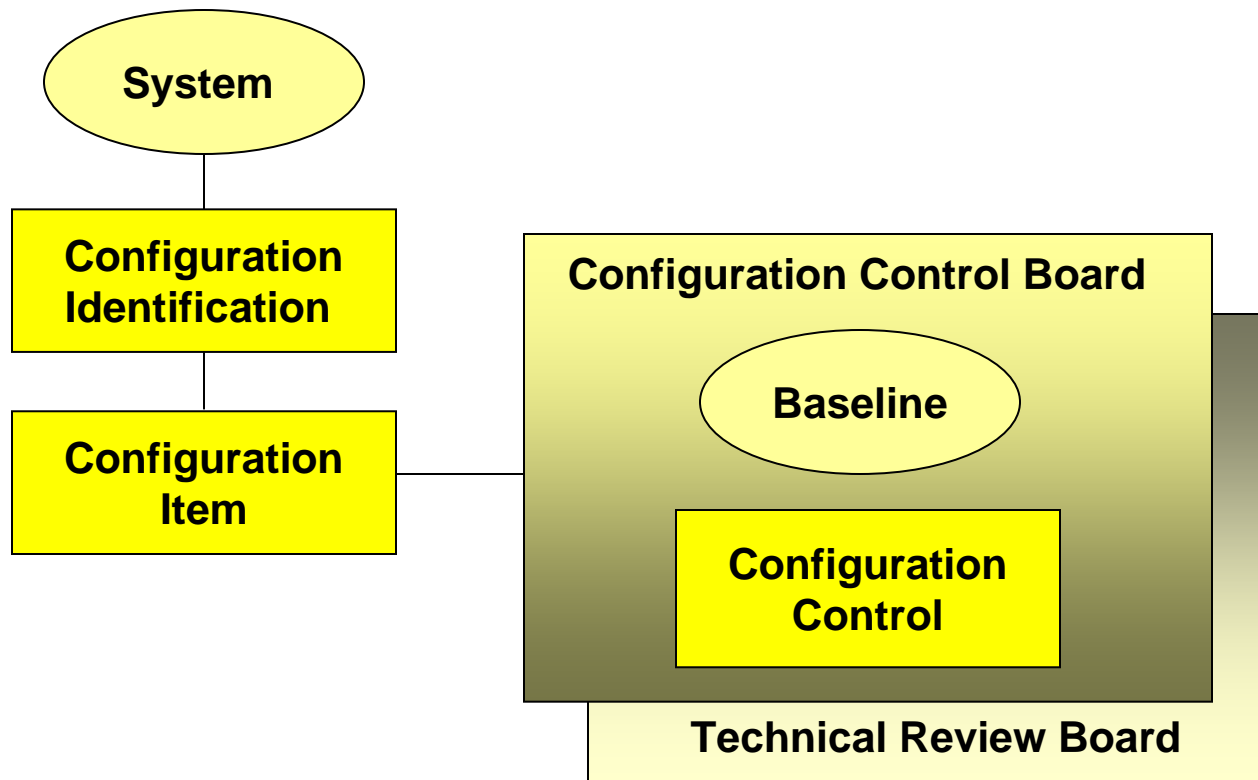 System
Configuration
Identification
Configuration
Item
Configuration Control Board
Baseline
Configuration
Control
Technical Review Board